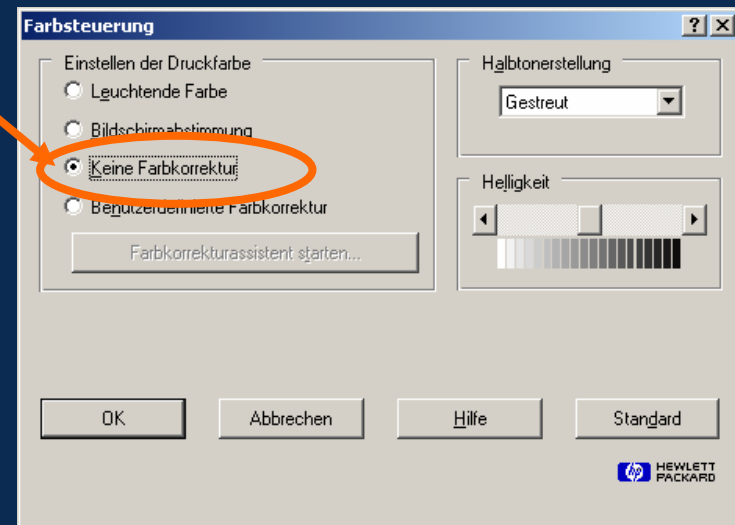 Farbsteuerung
Einstellen der Druckfarbe
Leuchtende Farbe
Bildschirmabstimmung
Keine Farbkorrektur
Benutzerdefinierte Farbkorrektur
Farbkorrekturassistent starten...
Halbtonerstellung
Gestreut
Helligkeit
OK
Abbrechen
Hilfe
Standard
hp HEWLETT
PACKARD